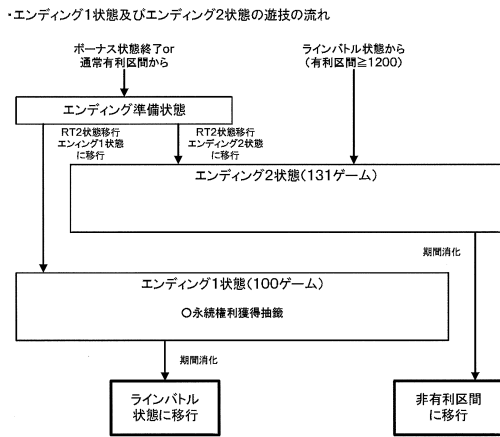 ・エンディング1状態及びエンディング2状態の遊技の流れ
ボーナス状態終了or
通常有利区間から
ラインバトル状態から
(有利区間≧1200)
エンディング準備状態
RT2状態移行
エンィング1状態
に移行
RT2状態移行
エンディング2状態
に移行
エンディング2状態(131ゲーム)
期間消化
エンディング1状態(100ゲーム)
〇永続権利獲得抽籤
期間消化
ラインバトル
状態に移行
非有利区間
に移行